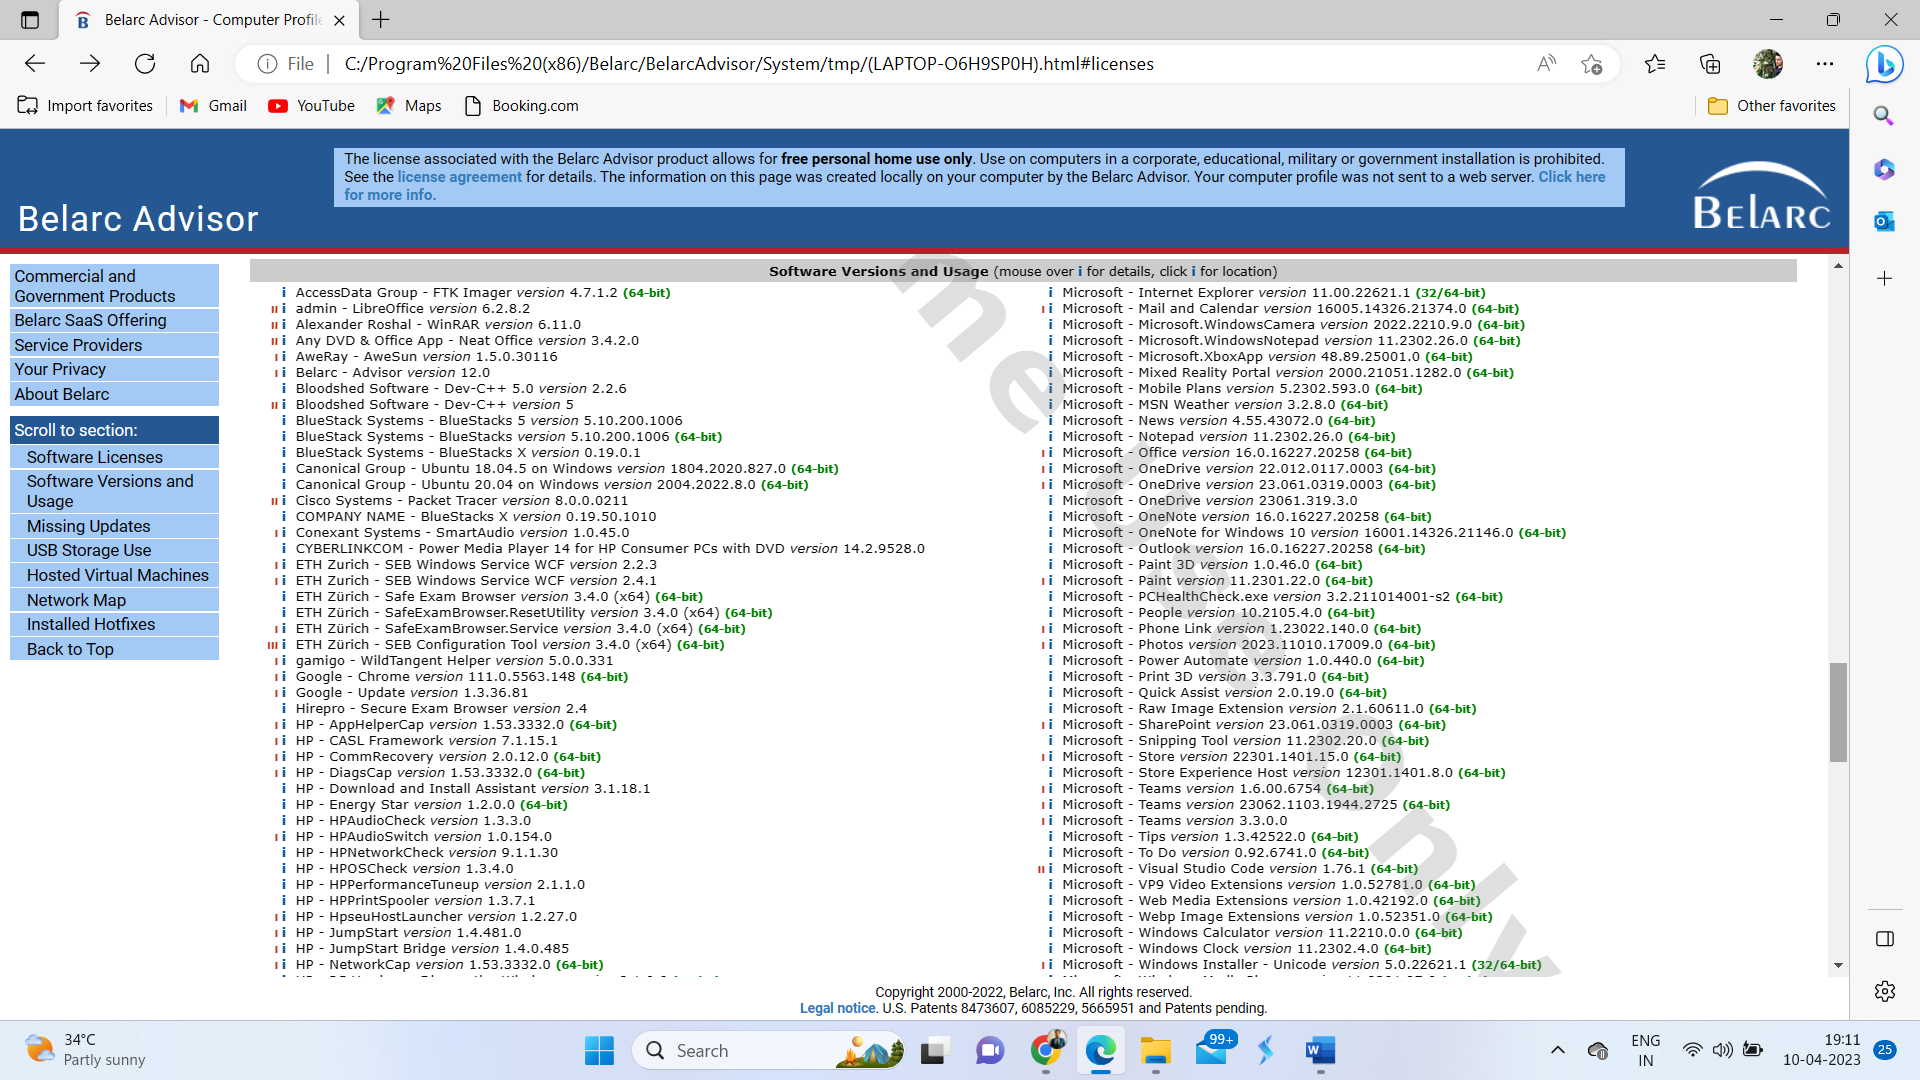 Belarc Advisor - Computer Profile
File
C:/Program%20Files%20(x86)/Belarc/BelarcAdvisor/System/tmp/(LAPTOP-O6H9SP0H).html#licenses
Import favorites
Gmail
YouTube
Maps
Booking.com
Other favorites
The license associated with the Belarc Advisor product allows for free personal home use only. Use on computers in a corporate, educational, military or government installation is prohibited.
See the license agreement for details. The information on this page was created locally on your computer by the Belarc Advisor. Your computer profile was not sent to a web server. Click here
for more info.
Belarc Advisor
BELARC
Commercial and
Government Products
Belarc SaaS Offering
Service Providers
Your Privacy
About Belarc
Scroll to section:
Software Licenses
Software Versions and
Usage
Missing Updates
USB Storage Use
Hosted Virtual Machines
Network Map
Installed Hotfixes
Back to Top
Software Versions and Usage (mouse over i for details, click i for location)
i AccessData Group - FTK Imager version 4.7.1.2 (64-bit)
i admin - LibreOffice version 6.2.8.2
i Alexander Roshal - WinRAR version 6.11.0
i Any DVD & Office App - Neat Office version 3.4.2.0
i AweRay - AweSun version 1.5.0.30116
i Belarc - Advisor version 12.0
i Bloodshed Software - Dev-C++ 5.0 version 2.2.6
i Bloodshed Software - Dev-C++ version 5
i BlueStack Systems - BlueStacks 5 version 5.10.200.1006
i BlueStack Systems - BlueStacks version 5.10.200.1006 (64-bit)
i BlueStack Systems - BlueStacks X version 0.19.0.1
i Canonical Group - Ubuntu 18.04.5 on Windows version 1804.2020.827.0 (64-bit)
i Canonical Group - Ubuntu 20.04 on Windows version 2004.2022.8.0 (64-bit)
i Cisco Systems - Packet Tracer version 8.0.0.0211
i COMPANY NAME - BlueStacks X version 0.19.50.1010
i Conexant Systems - SmartAudio version 1.0.45.0
i CYBERLINKCOM - Power Media Player 14 for HP Consumer PCs with DVD version 14.2.9528.0
i ETH Zurich - SEB Windows Service WCF version 2.2.3
i ETH Zurich - SEB Windows Service WCF version 2.4.1
i ETH Zürich - Safe Exam Browser version 3.4.0 (x64) (64-bit)
i ETH Zürich - SafeExamBrowser.ResetUtility version 3.4.0 (x64) (64-bit)
i ETH Zürich - SafeExamBrowser.Service version 3.4.0 (x64) (64-bit)
i ETH Zürich - SEB Configuration Tool version 3.4.0 (x64) (64-bit)
i gamigo - WildTangent Helper version 5.0.0.331
i Google - Chrome version 111.0.5563.148 (64-bit)
i Google - Update version 1.3.36.81
i Hirepro - Secure Exam Browser version 2.4
i HP - AppHelperCap version 1.53.3332.0 (64-bit)
i HP - CASL Framework version 7.1.15.1
i HP - CommRecovery version 2.0.12.0 (64-bit)
i HP - DiagsCap version 1.53.3332.0 (64-bit)
i HP - Download and Install Assistant version 3.1.18.1
i HP - Energy Star version 1.2.0.0 (64-bit)
i HP - HPAudioCheck version 1.3.3.0
i HP - HPAudioSwitch version 1.0.154.0
i HP - HPNetworkCheck version 9.1.1.30
i HP - HPOSCheck version 1.3.4.0
i HP - HPPerformanceTuneup version 2.1.1.0
i HP - HPPrintSpooler version 1.3.7.1
i HP - HpseuHostLauncher version 1.2.27.0
i HP - JumpStart version 1.4.481.0
i HP - JumpStart Bridge version 1.4.0.485
i HP - NetworkCap version 1.53.3332.0 (64-bit)
i Microsoft - Internet Explorer version 11.00.22621.1 (32/64-bit)
i Microsoft - Mail and Calendar version 16005.14326.21374.0 (64-bit)
i Microsoft - Microsoft.WindowsCamera version 2022.2210.9.0 (64-bit)
i Microsoft - Microsoft.WindowsNotepad version 11.2302.26.0 (64-bit)
i Microsoft - Microsoft.XboxApp version 48.89.25001.0 (64-bit)
i Microsoft - Mixed Reality Portal version 2000.21051.1282.0 (64-bit)
i Microsoft - Mobile Plans version 5.2302.593.0 (64-bit)
i Microsoft - MSN Weather version 3.2.8.0 (64-bit)
i Microsoft - News version 4.55.43072.0 (64-bit)
i Microsoft - Notepad version 11.2302.26.0 (64-bit)
i Microsoft - Office version 16.0.16227.20258 (64-bit)
i Microsoft - OneDrive version 22.012.0117.0003 (64-bit)
i Microsoft - OneDrive version 23.061.0319.0003 (64-bit)
i Microsoft - OneDrive version 23061.319.3.0
i Microsoft - OneNote version 16.0.16227.20258 (64-bit)
i Microsoft - OneNote for Windows 10 version 16001.14326.21146.0 (64-bit)
i Microsoft - Outlook version 16.0.16227.20258 (64-bit)
i Microsoft - Paint 3D version 1.0.46.0 (64-bit)
i Microsoft - Paint version 11.2301.22.0 (64-bit)
i Microsoft - PCHealthCheck.exe version 3.2.211014001-s2 (64-bit)
i Microsoft - People version 10.2105.4.0 (64-bit)
i Microsoft - Phone Link version 1.23022.140.0 (64-bit)
i Microsoft - Photos version 2023.11010.17009.0 (64-bit)
i Microsoft - Power Automate version 1.0.440.0 (64-bit)
i Microsoft - Print 3D version 3.3.791.0 (64-bit)
i Microsoft - Quick Assist version 2.0.19.0 (64-bit)
i Microsoft - Raw Image Extension version 2.1.60611.0 (64-bit)
i Microsoft - SharePoint version 23.061.0319.0003 (64-bit)
i Microsoft - Snipping Tool version 11.2302.20.0 (64-bit)
i Microsoft - Store version 22301.1401.15.0 (64-bit)
i Microsoft - Store Experience Host version 12301.1401.8.0 (64-bit)
i Microsoft - Teams version 1.6.00.6754 (64-bit)
i Microsoft - Teams version 23062.1103.1944.2725 (64-bit)
i Microsoft - Teams version 3.3.0.0
i Microsoft - Tips version 1.3.42522.0 (64-bit)
i Microsoft - To Do version 0.92.6741.0 (64-bit)
i Microsoft - Visual Studio Code version 1.76.1 (64-bit)
i Microsoft - VP9 Video Extensions version 1.0.52781.0 (64-bit)
i Microsoft - Web Media Extensions version 1.0.42192.0 (64-bit)
i Microsoft - Webp Image Extensions version 1.0.52351.0 (64-bit)
i Microsoft - Windows Calculator version 11.2210.0.0 (64-bit)
i Microsoft - Windows Clock version 11.2302.4.0 (64-bit)
i Microsoft - Windows Installer - Unicode version 5.0.22621.1 (32/64-bit)
me Use Only
Copyright 2000-2022, Belarc, Inc. All rights reserved.
Legal notice. U.S. Patents 8473607, 6085229, 5665951 and Patents pending.
34°C
Partly sunny
Search
99+
ENG
IN
19:11
10-04-2023
25